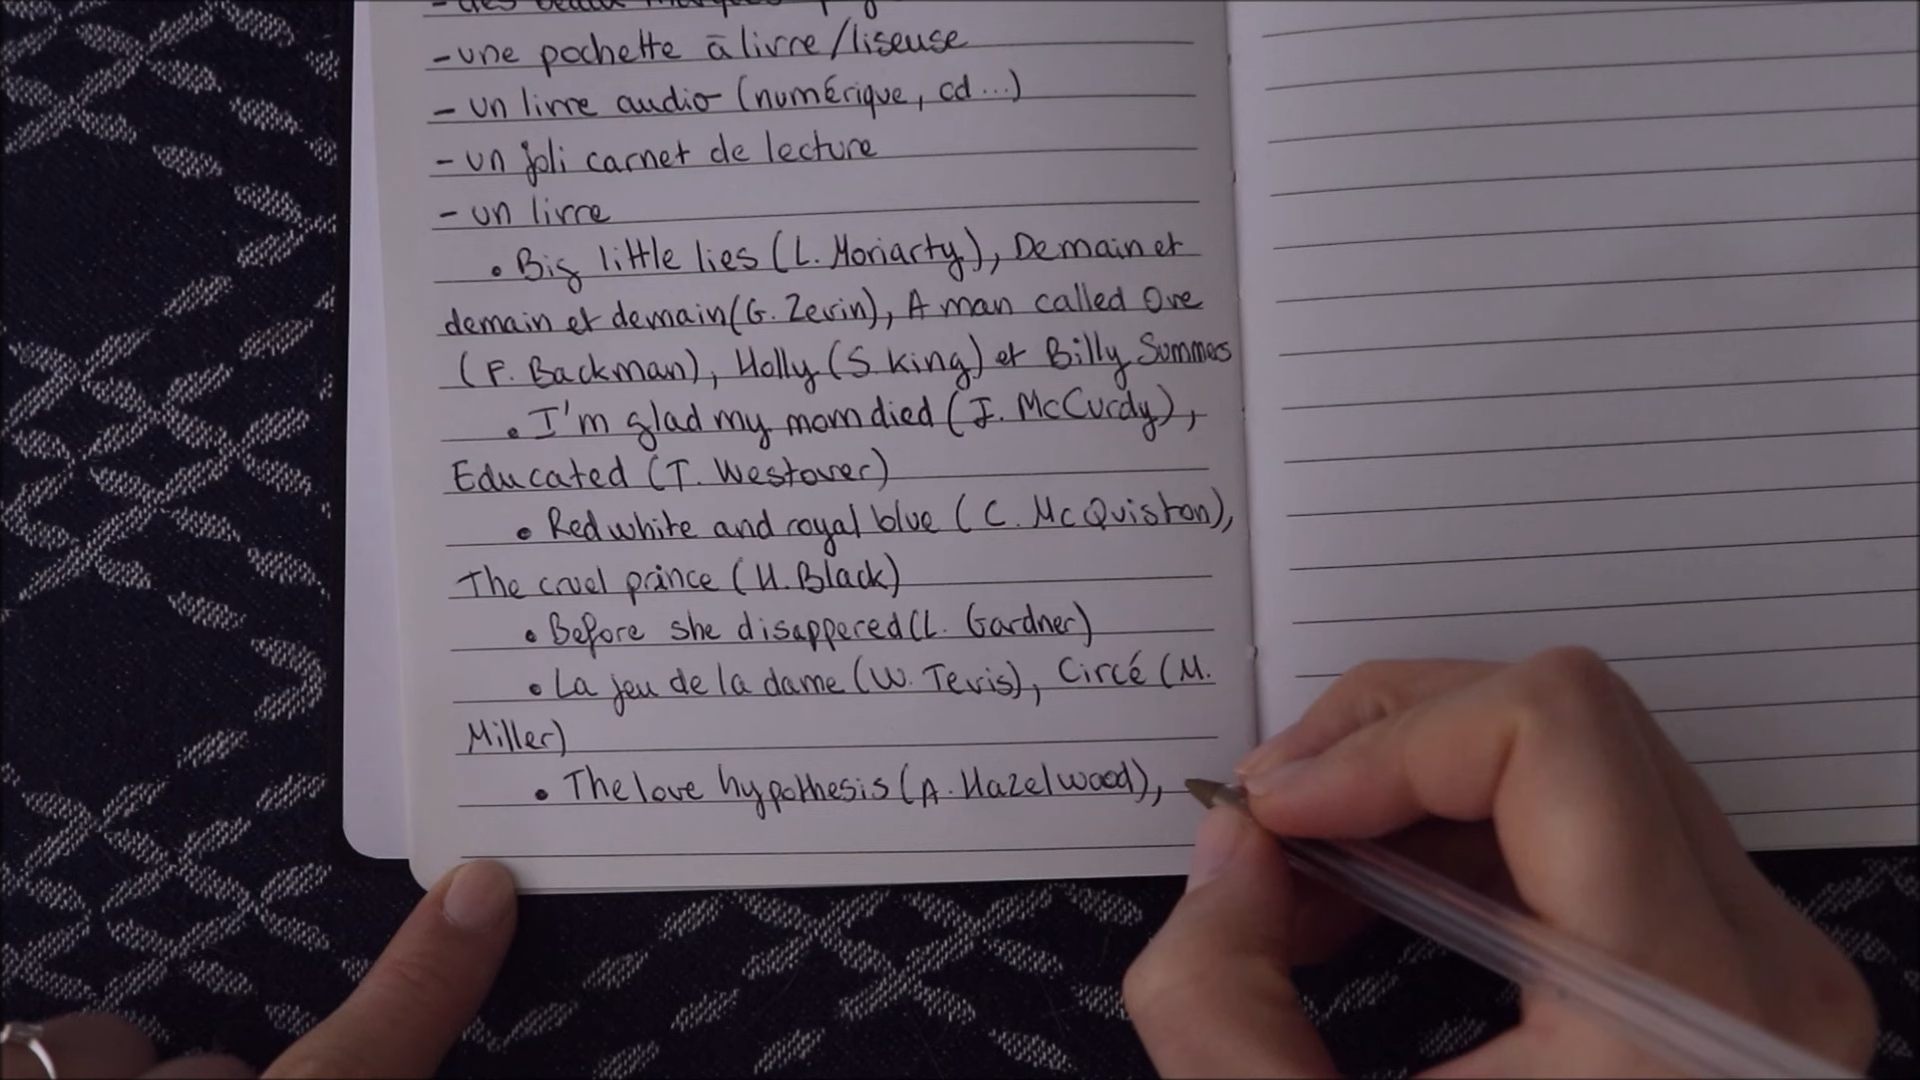 - des beaux
- une pochette à livre/liseuse
- un livre audio (numérique, cd...)
- un joli carnet de lecture
- un livre
• Big little lies (L. Moriarty), Demain et
demain et demain (G. Zevin), A man called Ove
(F. Backman), Holly (S. King) et Billy Summers
• I'm glad my mom died (J. McCurdy),
Educated (T. Westover)
• Red white and royal blue (C. McQuiston),
The cruel prince (H. Black)
• Before she disappered (L. Gardner)
• La jeu de la dame (W. Tevis), Circé (M.
Miller)
• The love hypothesis (A. Hazelwood),